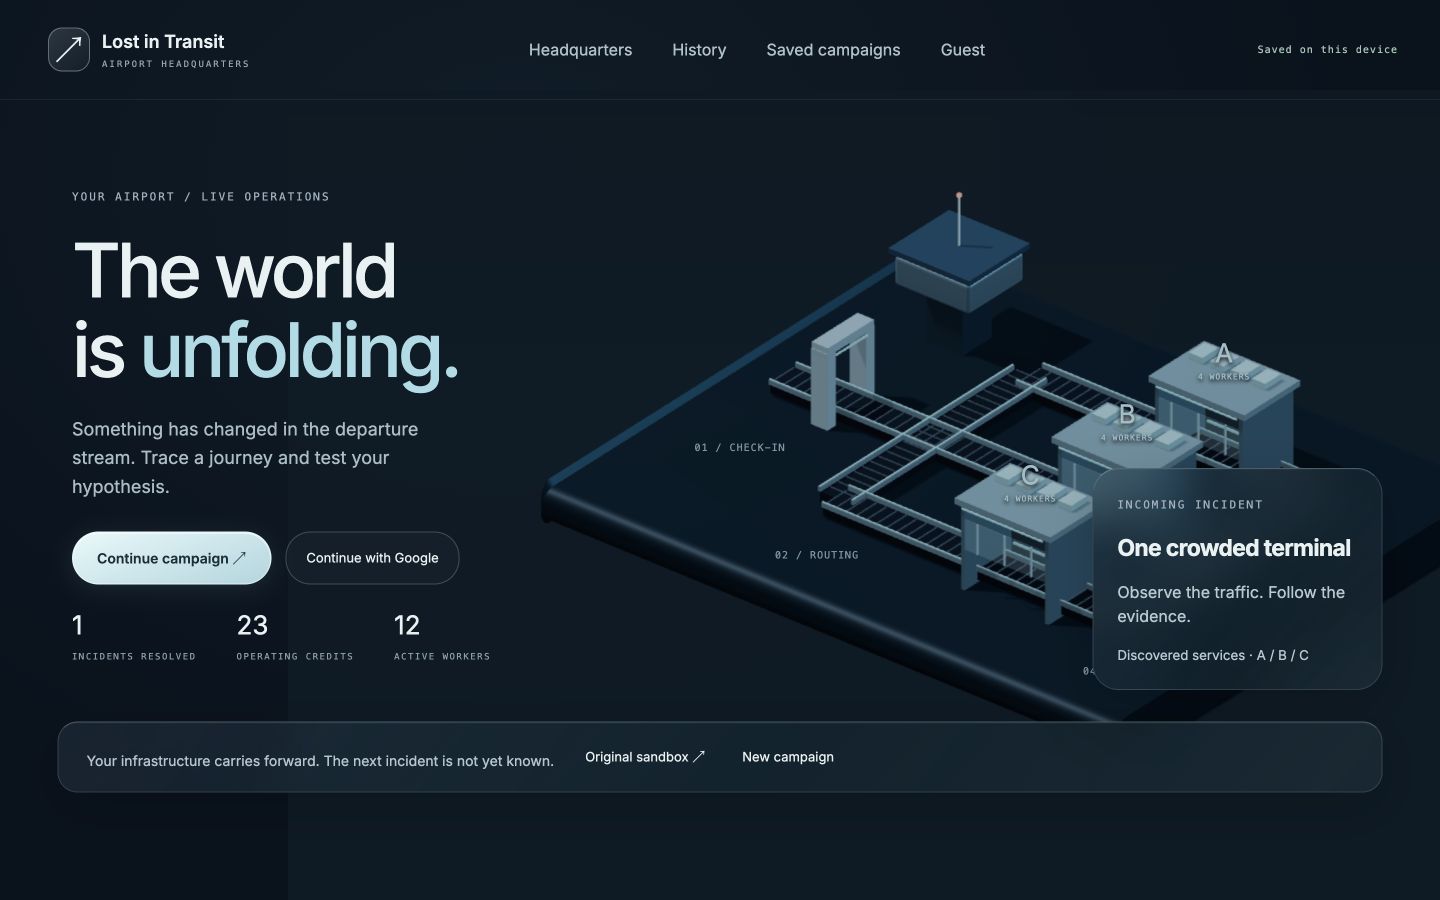 Lost in Transit
AIRPORT HEADQUARTERS
Headquarters
History
Saved campaigns
Guest
Saved on this device
YOUR AIRPORT / LIVE OPERATIONS
The world
is unfolding.
Something has changed in the departure
stream. Trace a journey and test your
hypothesis.
Continue campaign ↗
Continue with Google
1
INCIDENTS RESOLVED
23
OPERATING CREDITS
12
ACTIVE WORKERS
A
4 WORKERS
B
4 WORKERS
C
4 WORKERS
01 / CHECK-IN
02 / ROUTING
04
INCOMING INCIDENT
One crowded terminal
Observe the traffic. Follow the
evidence.
Discovered services · A / B / C
Your infrastructure carries forward. The next incident is not yet known.
Original sandbox ↗
New campaign